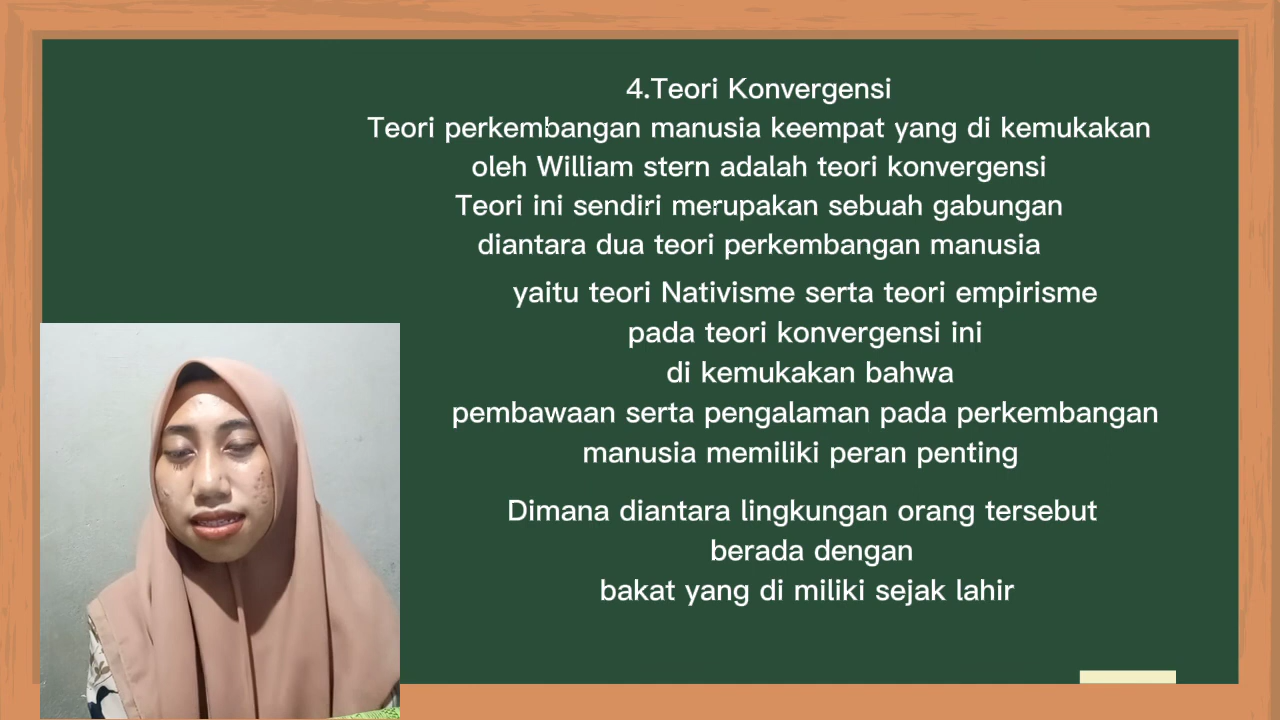 4.Teori Konvergensi
Teori perkembangan manusia keempat yang di kemukakan
oleh William stern adalah teori konvergensi
Teori ini sendiri merupakan sebuah gabungan
diantara dua teori perkembangan manusia
yaitu teori Nativisme serta teori empirisme
pada teori konvergensi ini
di kemukakan bahwa
pembawaan serta pengalaman pada perkembangan
manusia memiliki peran penting
Dimana diantara lingkungan orang tersebut
berada dengan
bakat yang di miliki sejak lahir